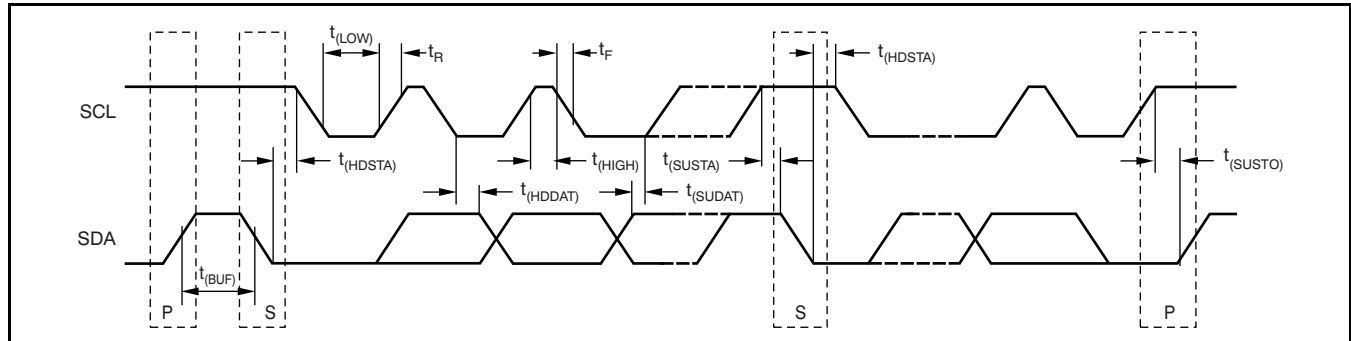 t(LOW)
tR
tF
t(HDSTA)
SCL
t(HDSTA)
t(HIGH)
t(SUSTA)
t(SUSTO)
t(HDDAT)
t(SUDAT)
SDA
t(BUF)
P
S
S
P